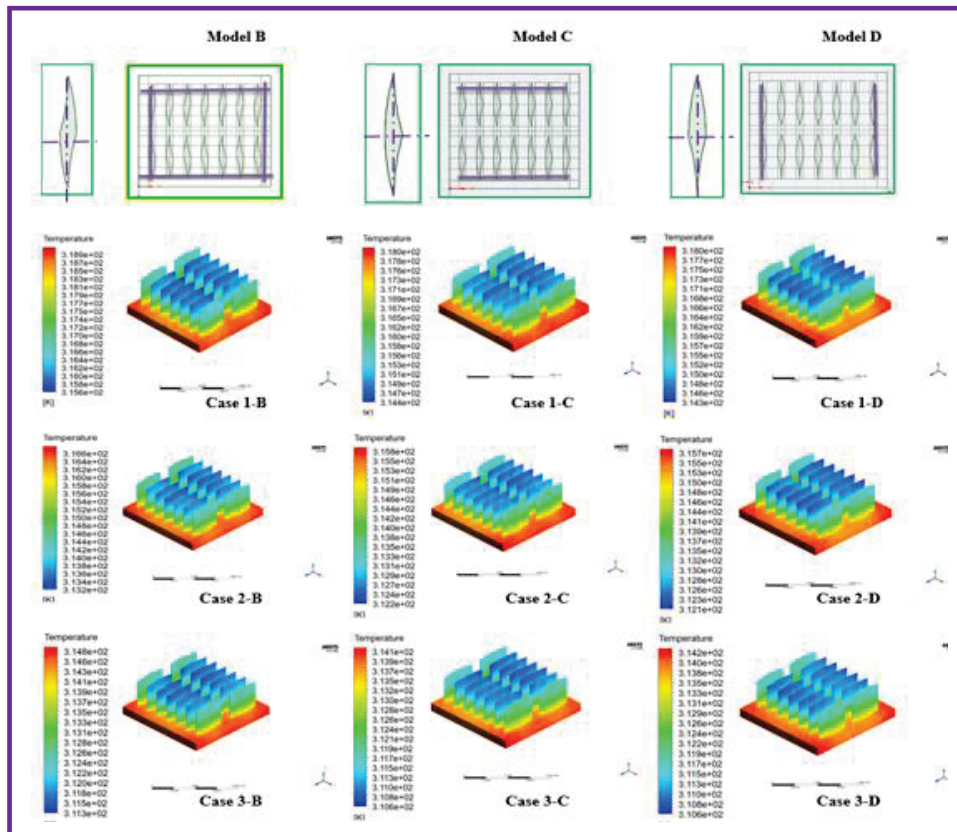 Model B
Model C
Model D
Temperature
3.189e+02
3.187e+02
3.185e+02
3.183e+02
3.181e+02
3.179e+02
3.177e+02
3.175e+02
3.174e+02
3.172e+02
3.170e+02
3.168e+02
3.166e+02
3.164e+02
3.162e+02
3.160e+02
3.158e+02
3.156e+02
[K]
Case 1-B
Temperature
3.180e+02
3.178e+02
3.176e+02
3.173e+02
3.171e+02
3.169e+02
3.167e+02
3.165e+02
3.162e+02
3.160e+02
3.158e+02
3.156e+02
3.153e+02
3.151e+02
3.149e+02
3.147e+02
3.144e+02
Case 1-C
Temperature
3.180e+02
3.177e+02
3.175e+02
3.173e+02
3.171e+02
3.168e+02
3.166e+02
3.164e+02
3.162e+02
3.159e+02
3.157e+02
3.155e+02
3.152e+02
3.150e+02
3.148e+02
3.146e+02
3.143e+02
[K]
Case 1-D
Temperature
3.166e+02
3.164e+02
3.162e+02
3.160e+02
3.158e+02
3.156e+02
3.154e+02
3.152e+02
3.150e+02
3.148e+02
3.146e+02
3.144e+02
3.142e+02
3.140e+02
3.138e+02
3.136e+02
3.134e+02
3.132e+02
Case 2-B
Temperature
3.158e+02
3.155e+02
3.153e+02
3.151e+02
3.149e+02
3.146e+02
3.144e+02
3.142e+02
3.140e+02
3.138e+02
3.135e+02
3.133e+02
3.131e+02
3.129e+02
3.127e+02
3.124e+02
3.122e+02
Case 2-C
Temperature
3.157e+02
3.155e+02
3.153e+02
3.150e+02
3.148e+02
3.146e+02
3.144e+02
3.141e+02
3.139e+02
3.137e+02
3.135e+02
3.132e+02
3.130e+02
3.128e+02
3.126e+02
3.123e+02
3.121e+02
Case 2-D
Temperature
3.148e+02
3.146e+02
3.143e+02
3.141e+02
3.139e+02
3.137e+02
3.135e+02
3.133e+02
3.131e+02
3.128e+02
3.126e+02
3.124e+02
3.122e+02
3.120e+02
3.118e+02
3.115e+02
3.113e+02
Case 3-B
Temperature
3.141e+02
3.139e+02
3.137e+02
3.135e+02
3.132e+02
3.130e+02
3.128e+02
3.126e+02
3.124e+02
3.121e+02
3.119e+02
3.117e+02
3.115e+02
3.113e+02
3.110e+02
3.108e+02
3.106e+02
Case 3-C
Temperature
3.142e+02
3.140e+02
3.138e+02
3.135e+02
3.133e+02
3.131e+02
3.129e+02
3.126e+02
3.124e+02
3.122e+02
3.119e+02
3.117e+02
3.115e+02
3.113e+02
3.110e+02
3.108e+02
3.106e+02
Case 3-D